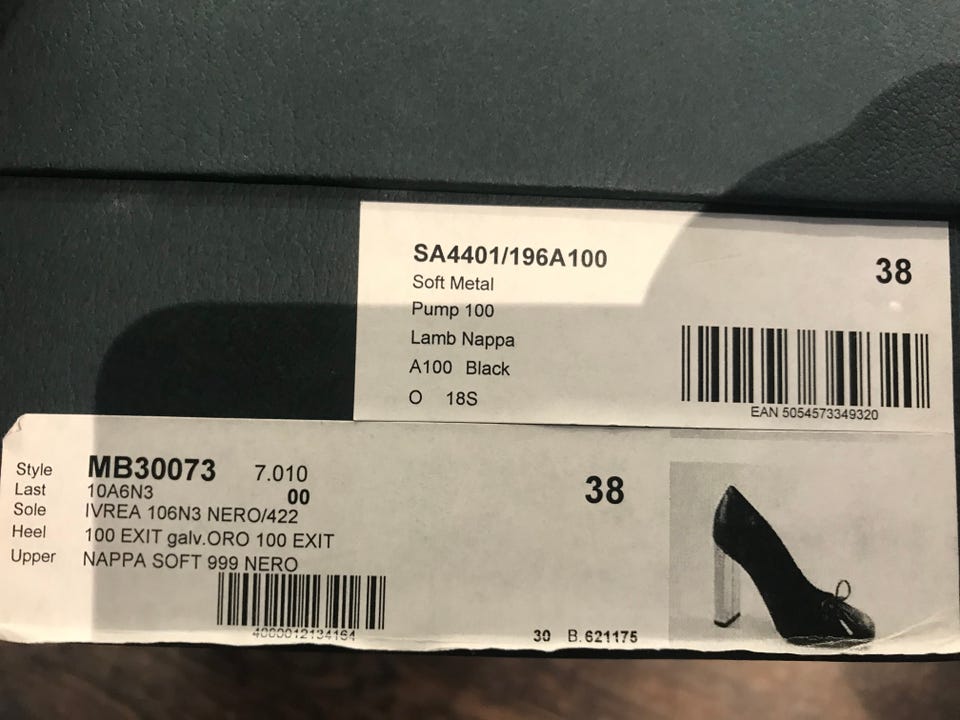 SA4401/196A100 38
Soft Metal
Pump 100
Lamb Nappa
A100 Black
O 18S
EAN 5054573349320
Style MB30073 7.010 38
Last 10A6N3 00
Sole IVREA 106N3 NERO/422
Heel 100 EXIT galv.ORO 100 EXIT
Upper NAPPA SOFT 999 NERO
4000012134164
30 B.621175